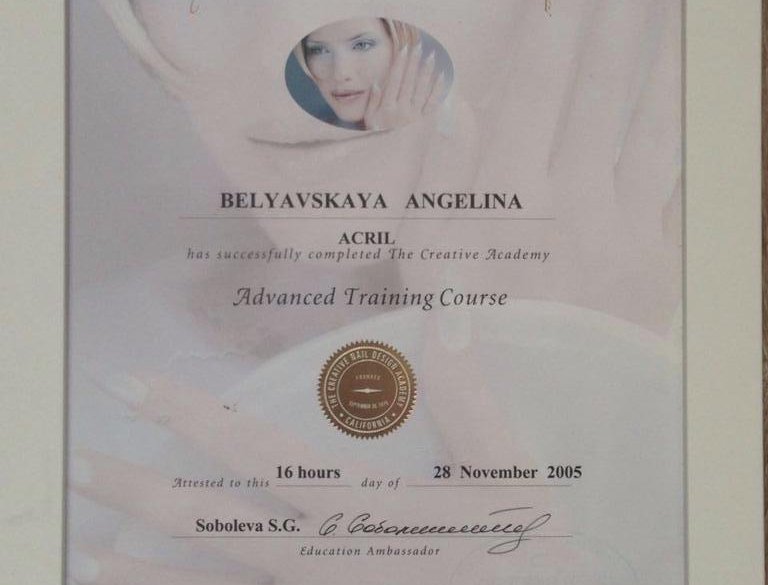 BELYAVSKAYA ANGELINA
ACRIL
has successfully completed The Creative Academy
Advanced Training Course
THE CREATIVE NAIL DESIGN ACADEMY
CALIFORNIA
Attested to this 16 hours day of 28 November 2005
Soboleva S.G.
Education Ambassador